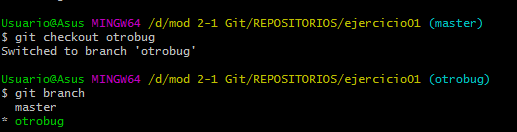 Usuario@Asus MINGW64 /d/mod 2-1 Git/REPOSITORIOS/ejercicio01 (master)
$ git checkout otrobug
Switched to branch 'otrobug'
Usuario@Asus MINGW64 /d/mod 2-1 Git/REPOSITORIOS/ejercicio01 (otrobug)
$ git branch
  master
* otrobug